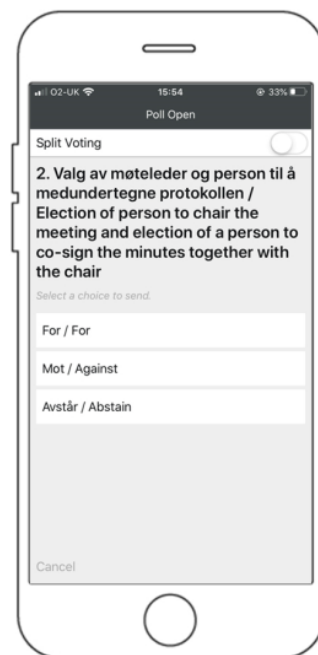 O2-UK 15:54 33%
Poll Open
Split Voting
2. Valg av møteleder og person til å
medundertegne protokollen /
Election of person to chair the
meeting and election of a person to
co-sign the minutes together with
the chair
Select a choice to send.
For / For
Mot / Against
Avstår / Abstain
Cancel